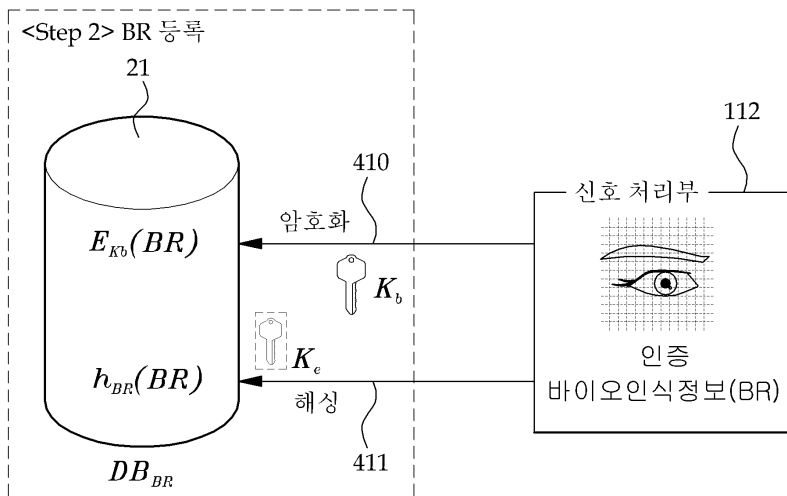 <Step 2> BR 등록
21
112
410
신호 처리부
암호화
E_Kb(BR)
K_b
K_e
h_BR(BR)
해싱
인증
바이오인식정보(BR)
411
DB_BR